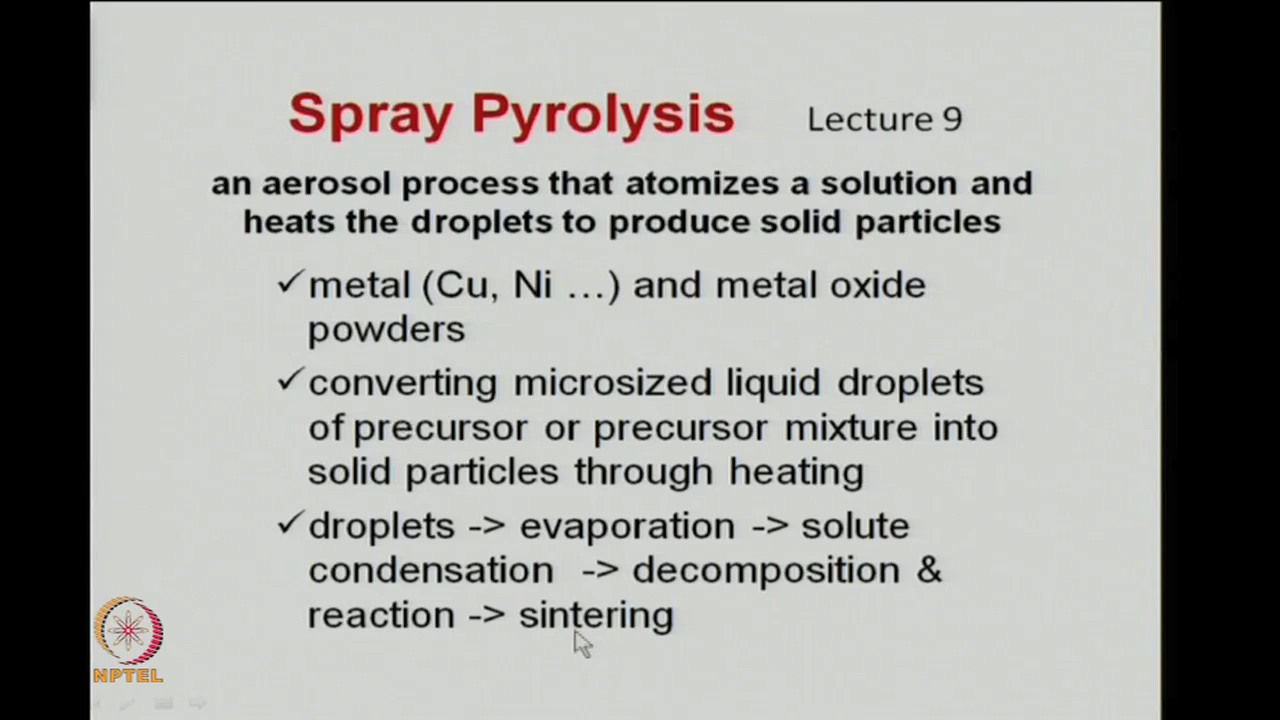 Spray Pyrolysis Lecture 9
an aerosol process that atomizes a solution and
heats the droplets to produce solid particles
✓metal (Cu, Ni ...) and metal oxide
powders
✓converting microsized liquid droplets
of precursor or precursor mixture into
solid particles through heating
✓droplets -> evaporation -> solute
condensation -> decomposition &
reaction -> sintering
NPTEL